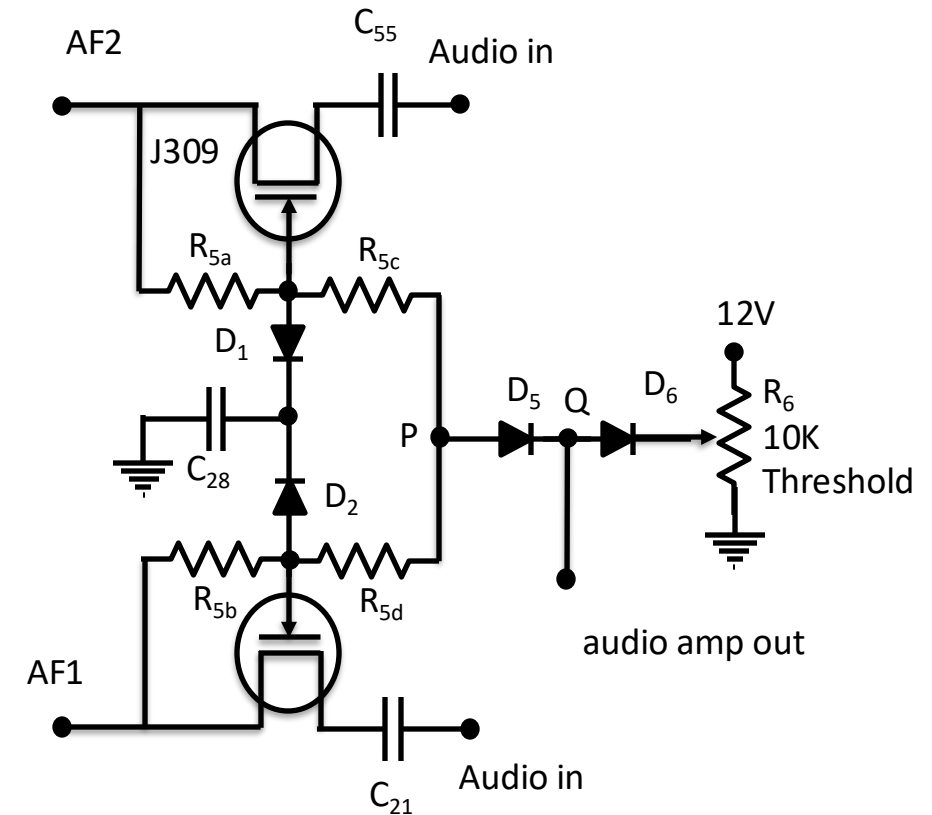 C55
AF2
Audio in
J309
R5a
R5c
D1
12V
D5
Q
D6
R6
10K
Threshold
P
C28
D2
R5b
R5d
audio amp out
AF1
Audio in
C21